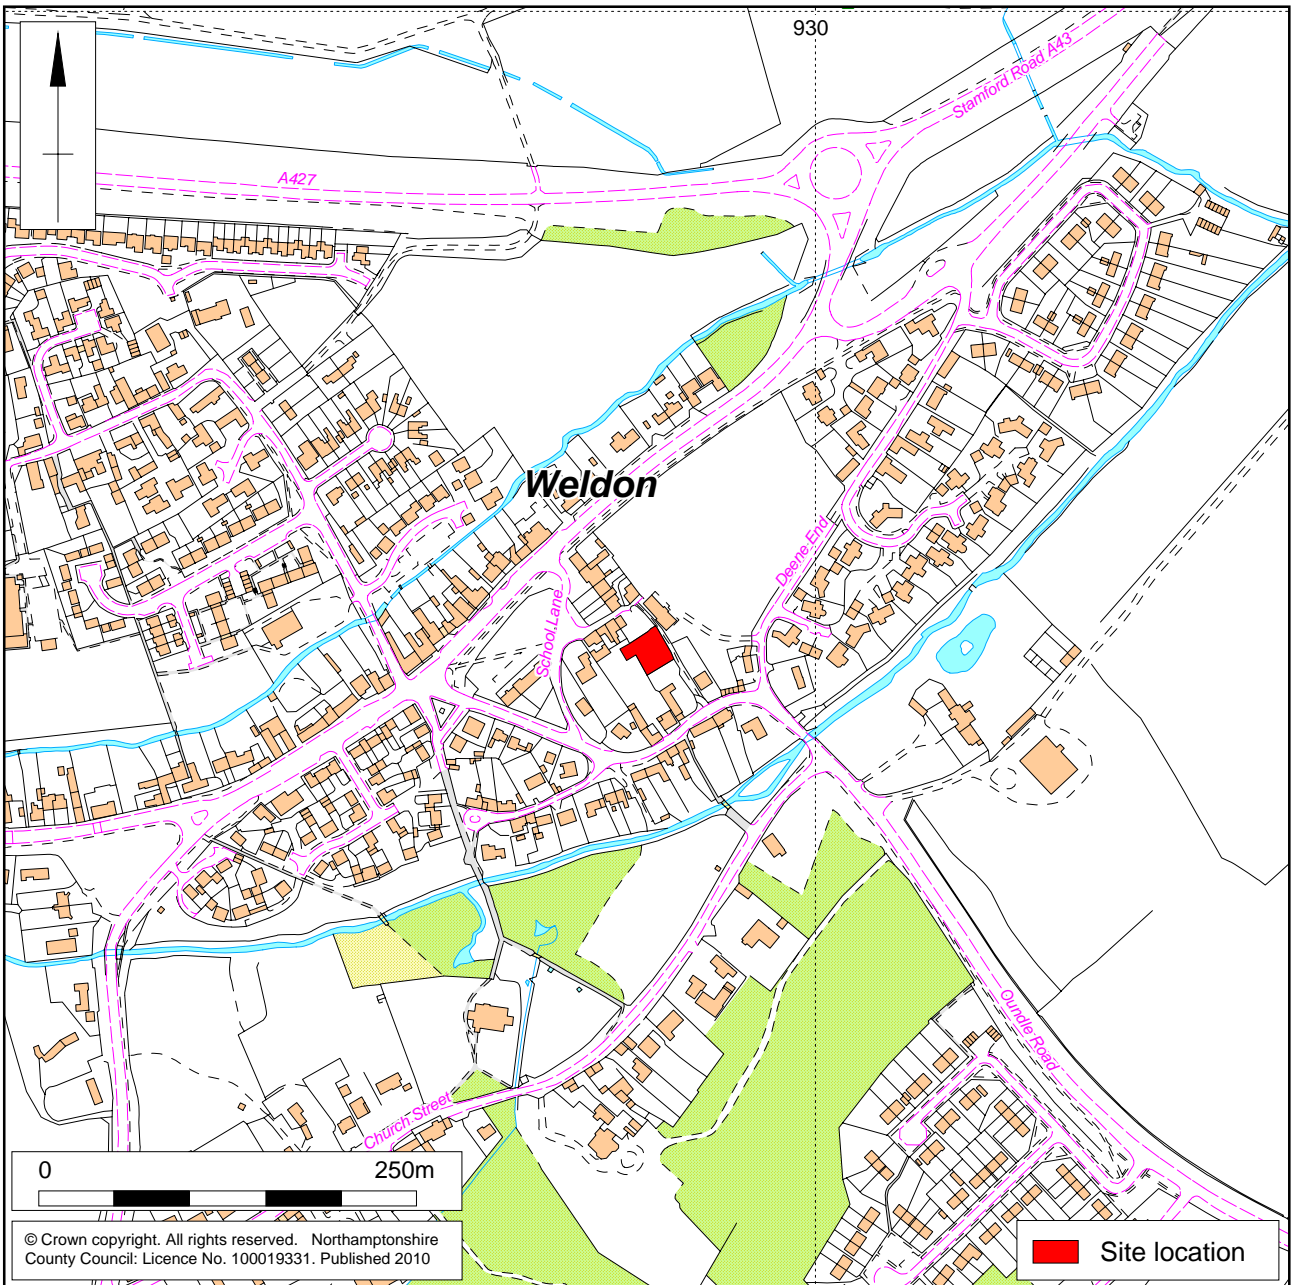 930
Stamford Road A43
A427
Weldon
Deene End
School Lane
Oundle Road
Church Street
0 250m
© Crown copyright. All rights reserved. Northamptonshire
County Council: Licence No. 100019331. Published 2010
Site location